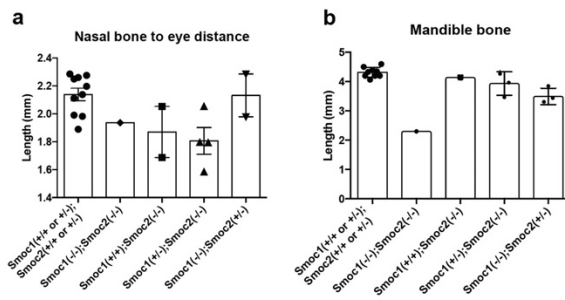 a
Nasal bone to eye distance
Length (mm)
2.4
2.2
2.0
1.8
1.6
1.4
Smoc1(+/+ or +/-);
Smoc2(+/+ or +/-)
Smoc1(-/-);Smoc2(-/-)
Smoc1(+/+);Smoc2(-/-)
Smoc1(+/-);Smoc2(-/-)
Smoc1(-/-);Smoc2(+/-)
b
Mandible bone
Length (mm)
5
4
3
2
1
0
Smoc1(+/+ or +/-);
Smoc2(+/+ or +/-)
Smoc1(-/-);Smoc2(-/-)
Smoc1(+/+);Smoc2(-/-)
Smoc1(+/-);Smoc2(-/-)
Smoc1(-/-);Smoc2(+/-)